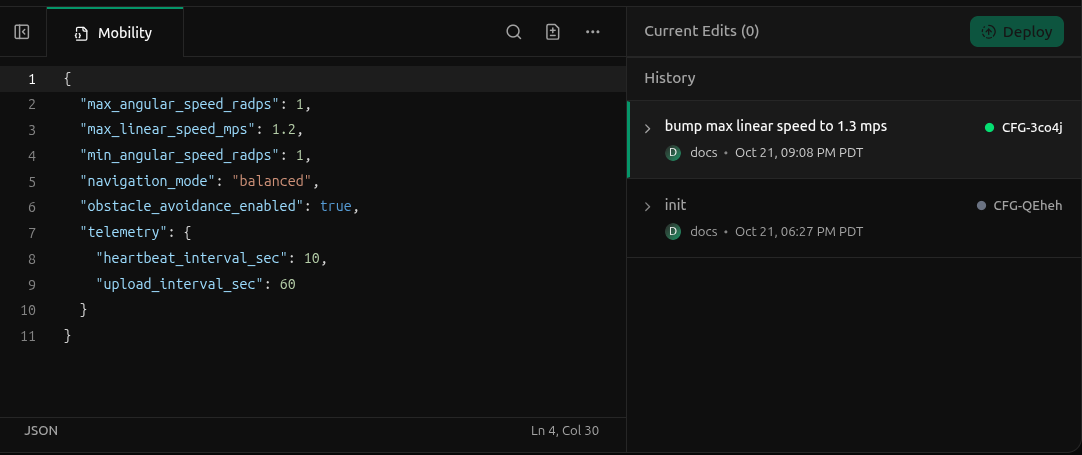 Mobility
1 {
2 "max_angular_speed_radps": 1,
3 "max_linear_speed_mps": 1.2,
4 "min_angular_speed_radps": 1,
5 "navigation_mode": "balanced",
6 "obstacle_avoidance_enabled": true,
7 "telemetry": {
8 "heartbeat_interval_sec": 10,
9 "upload_interval_sec": 60
10 }
11 }
JSON
Ln 4, Col 30
Current Edits (0)
Deploy
History
bump max linear speed to 1.3 mps
CFG-3co4j
D docs • Oct 21, 09:08 PM PDT
init
CFG-QEheh
D docs • Oct 21, 06:27 PM PDT